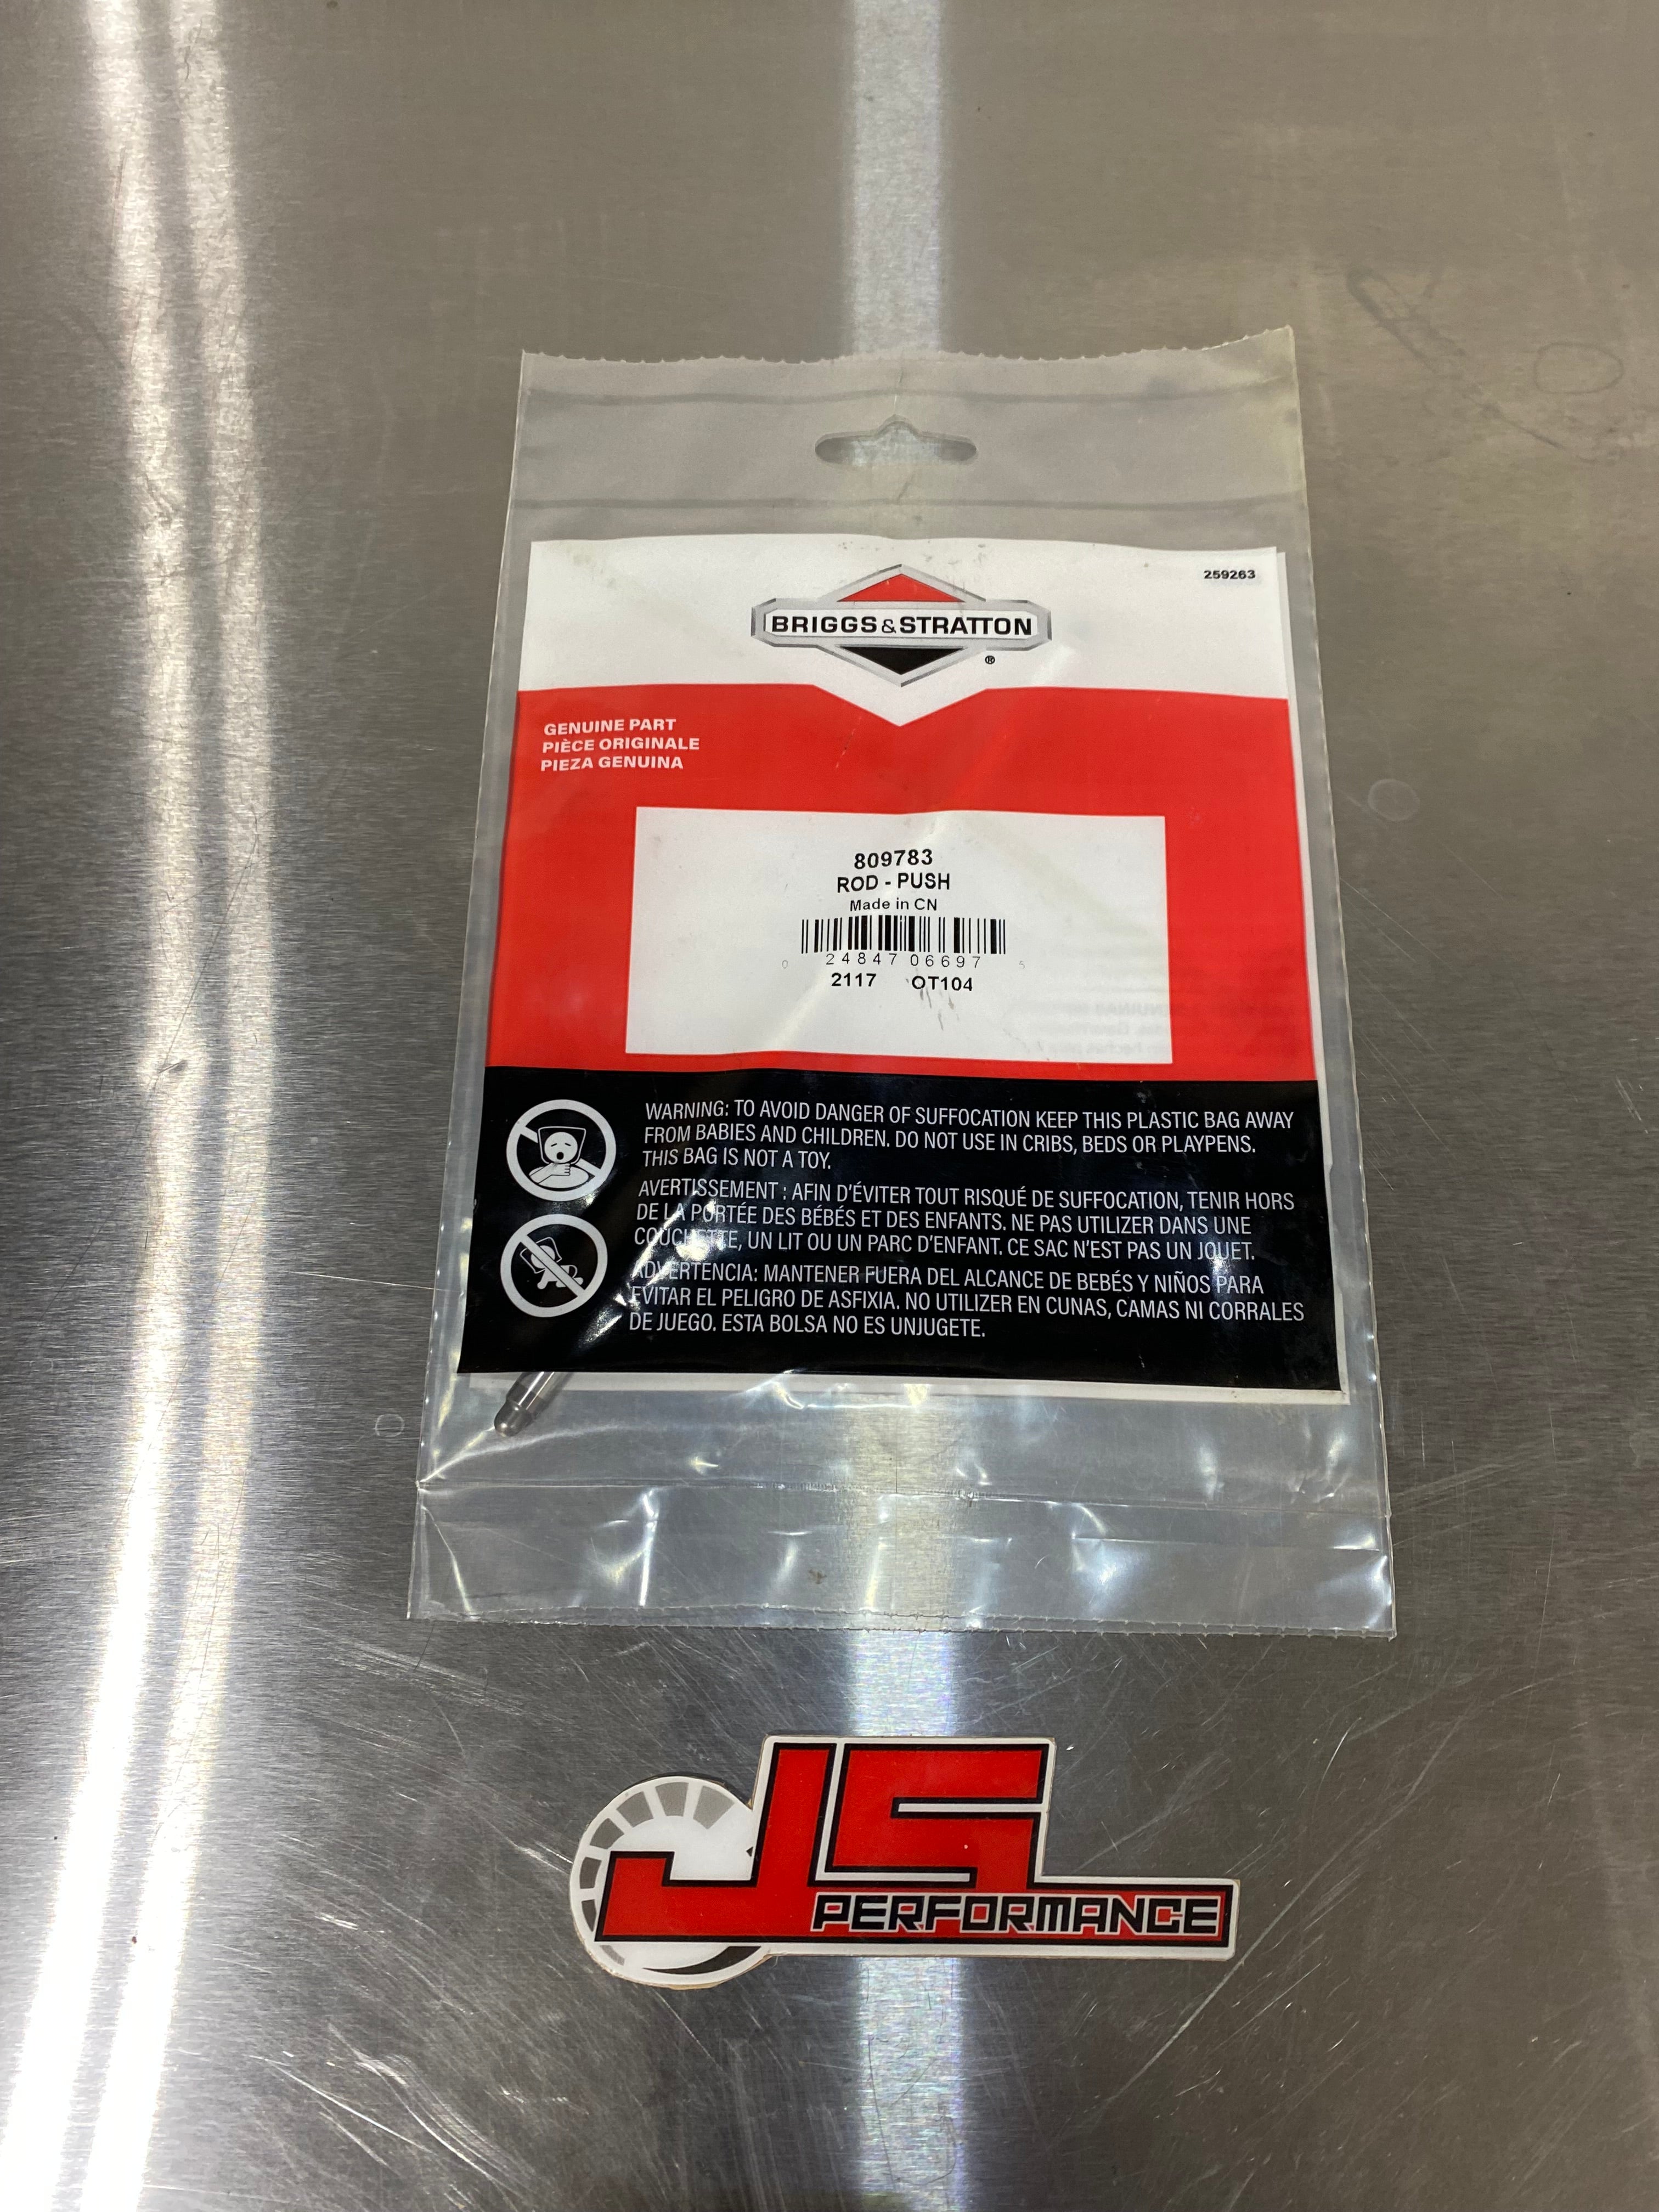 259263
BRIGGS & STRATTON
®
GENUINE PART
PIÈCE ORIGINALE
PIEZA GENUINA
809783
ROD - PUSH
Made in CN
0 24847 06697 5
2117 OT104
WARNING: TO AVOID DANGER OF SUFFOCATION KEEP THIS PLASTIC BAG AWAY
FROM BABIES AND CHILDREN. DO NOT USE IN CRIBS, BEDS OR PLAYPENS.
THIS BAG IS NOT A TOY.
AVERTISSEMENT : AFIN D'ÉVITER TOUT RISQUÉ DE SUFFOCATION, TENIR HORS
DE LA PORTÉE DES BÉBÉS ET DES ENFANTS. NE PAS UTILIZER DANS UNE
COUCHETTE, UN LIT OU UN PARC D'ENFANT. CE SAC N'EST PAS UN JOUET.
ADVERTENCIA: MANTENER FUERA DEL ALCANCE DE BEBÉS Y NIÑOS PARA
EVITAR EL PELIGRO DE ASFIXIA. NO UTILIZER EN CUNAS, CAMAS NI CORRALES
DE JUEGO. ESTA BOLSA NO ES UNJUGETE.
JS
PERFORMANCE